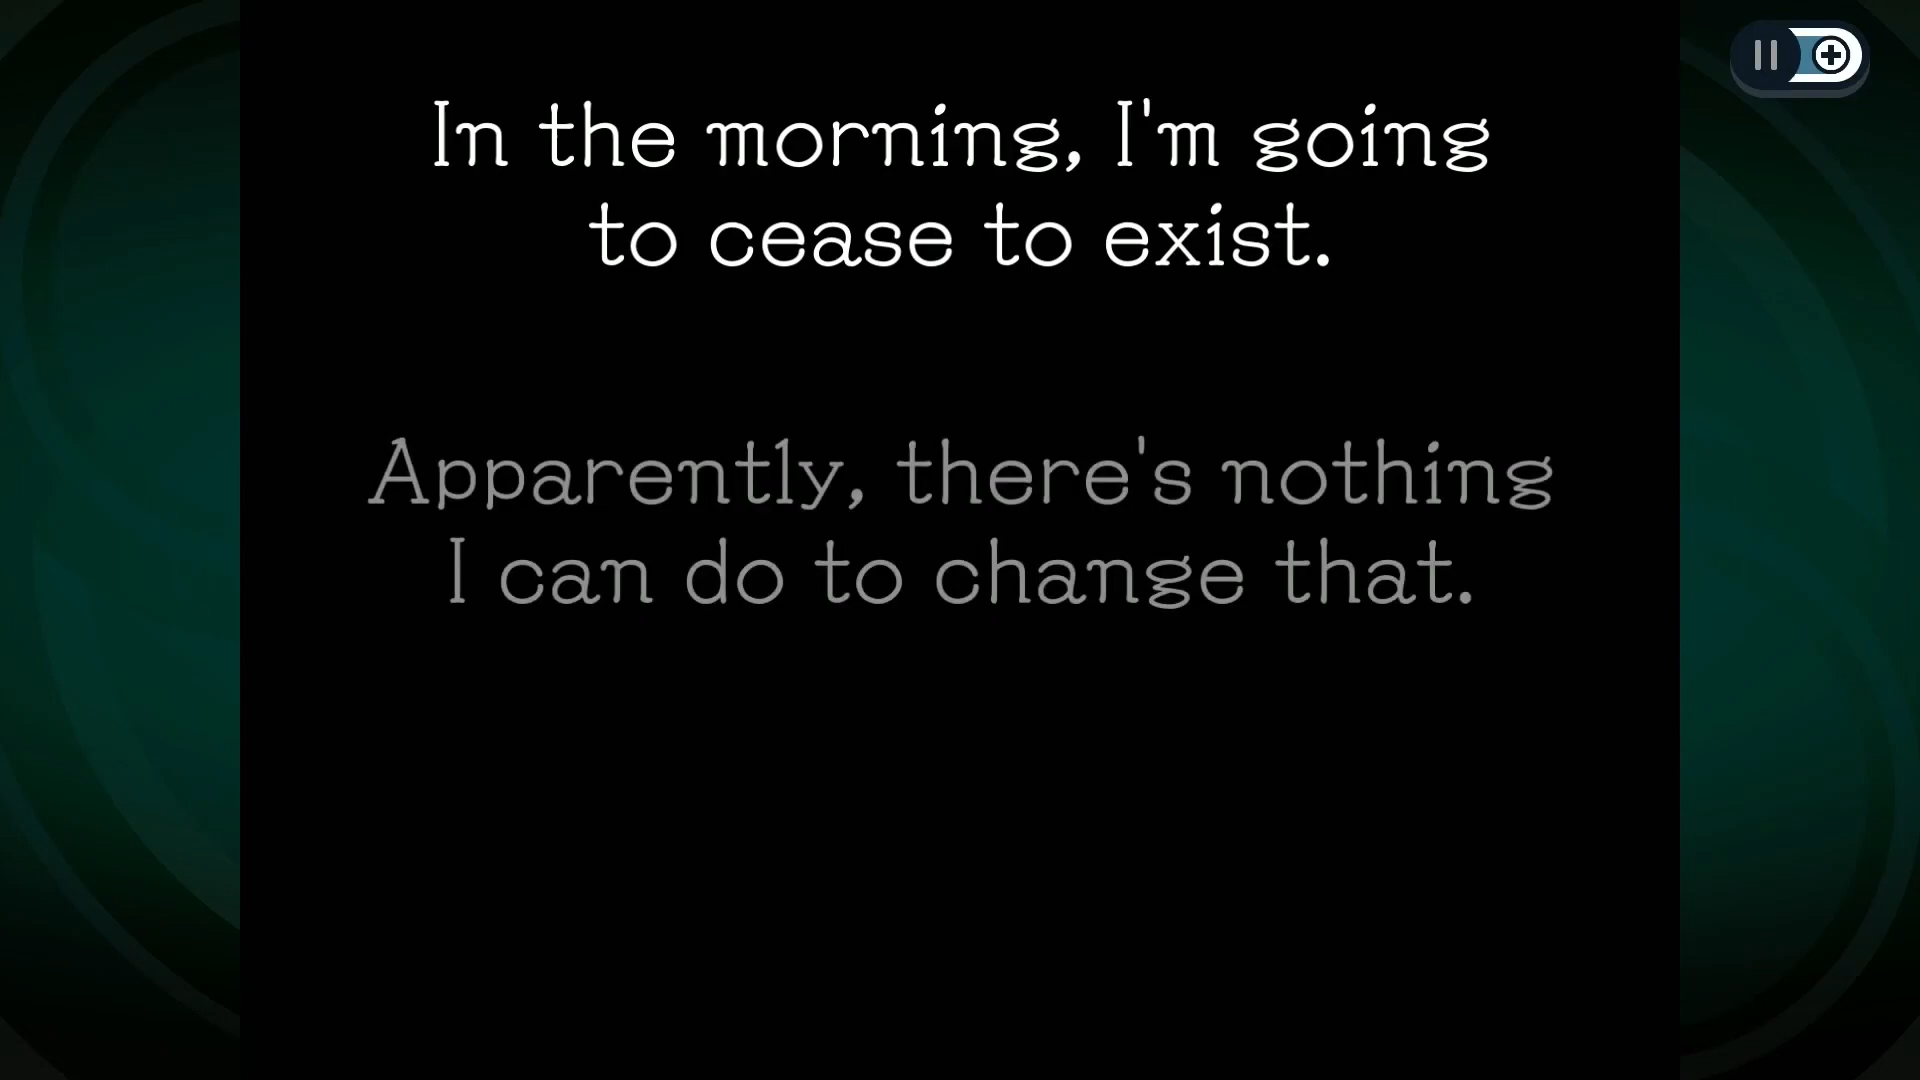 In the morning, I'm going
to cease to exist.
Apparently, there's nothing
I can do to change that.